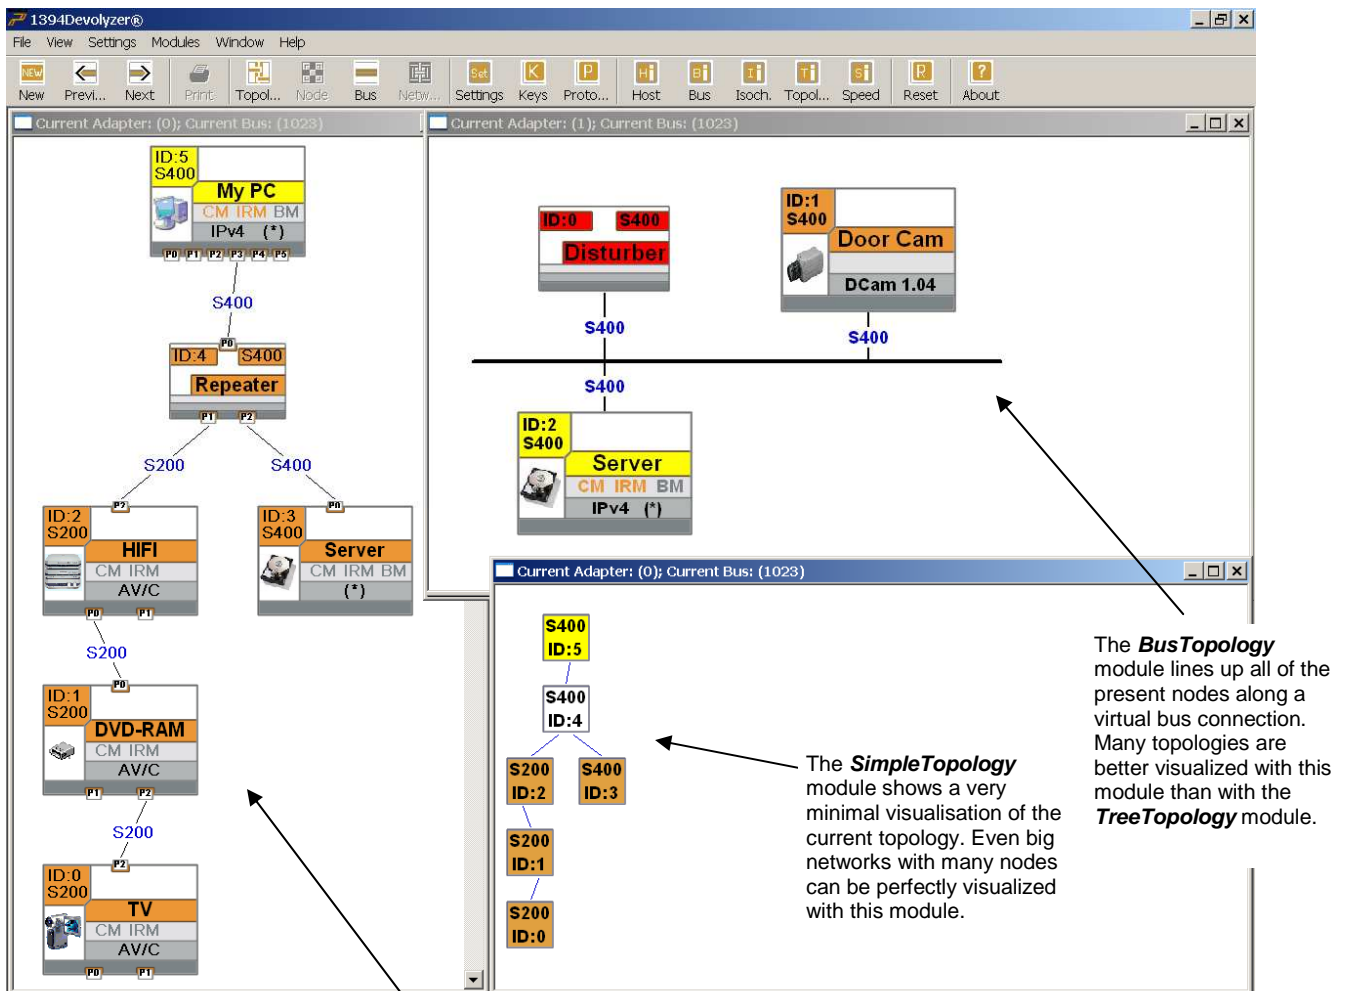 1394Devolyzer®
File View Settings Modules Window Help
NEW Set K P Hi Bi Ii Ti Si R ?
New Previ... Next Print Topol... Node Bus Netw... Settings Keys Proto... Host Bus Isoch. Topol... Speed Reset About
Current Adapter: (0); Current Bus: (1023)
ID:5
S400
My PC
CM IRM BM
IPv4 (*)
P0 P1 P2 P3 P4 P5
S400
P0
ID:4 S400
Repeater
P1 P2
S200 S400
P2
ID:2
S200
HIFI
CM IRM
AV/C
P0 P1
P0
ID:3
S400
Server
CM IRM BM
(*)
S200
P0
ID:1
S200
DVD-RAM
CM IRM
AV/C
P1 P2
S200
P2
ID:0
S200
TV
CM IRM
AV/C
P0 P1
Current Adapter: (1); Current Bus: (1023)
ID:0 S400
Disturber
S400
ID:1
S400
Door Cam
DCam 1.04
S400
S400
ID:2
S400
Server
CM IRM BM
IPv4 (*)
Current Adapter: (0); Current Bus: (1023)
S400
ID:5
S400
ID:4
S200
ID:2
S400
ID:3
S200
ID:1
S200
ID:0
The SimpleTopology
module shows a very
minimal visualisation of the
current topology. Even big
networks with many nodes
can be perfectly visualized
with this module.
The BusTopology
module lines up all of the
present nodes along a
virtual bus connection.
Many topologies are
better visualized with this
module than with the
TreeTopology module.